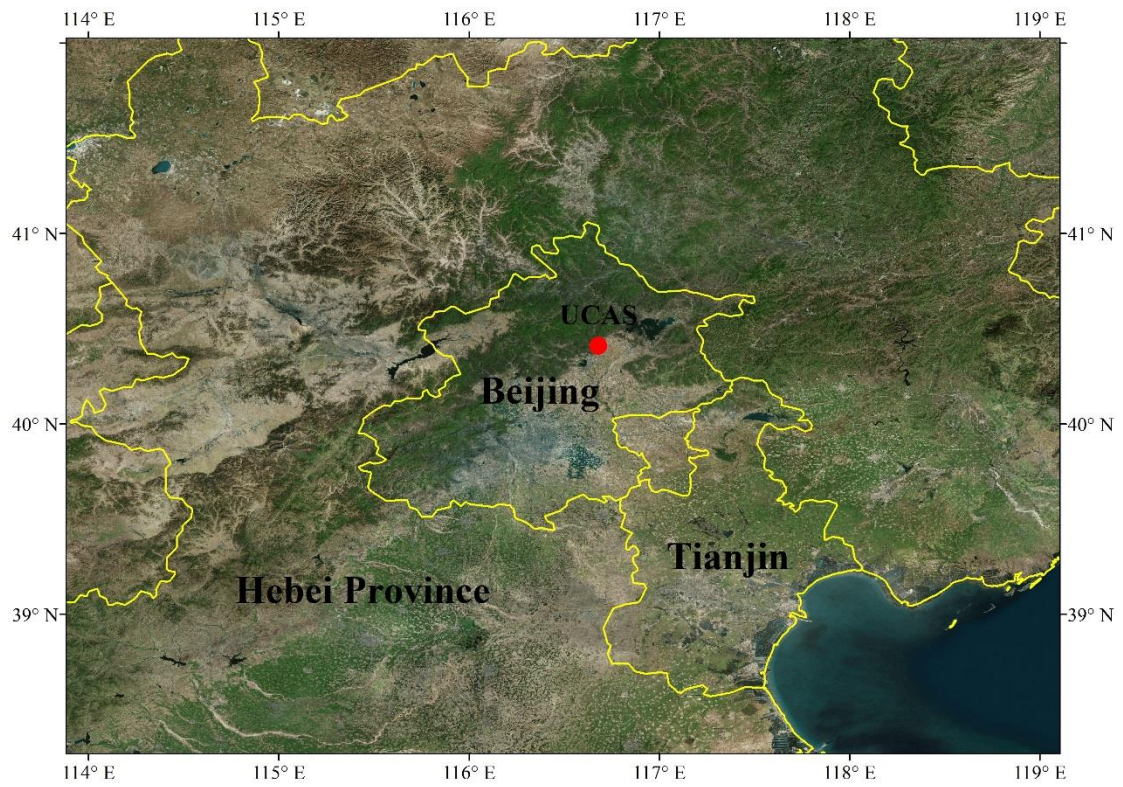 114° E 115° E 116° E 117° E 118° E 119° E
41° N 41° N
UCAS
Beijing
40° N 40° N
Tianjin
Hebei Province
39° N 39° N
114° E 115° E 116° E 117° E 118° E 119° E